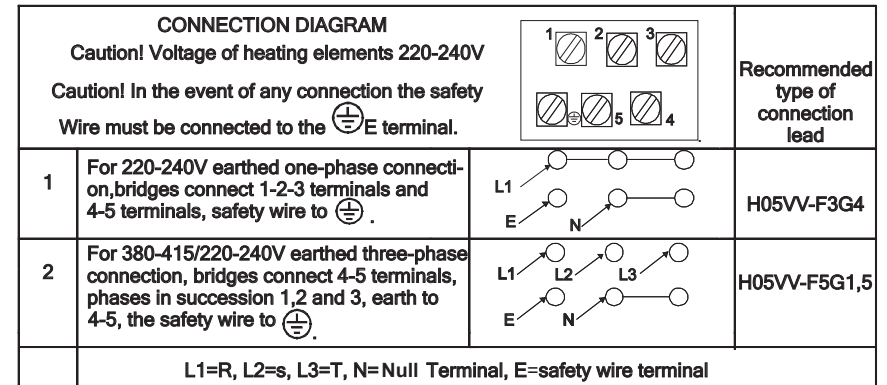 CONNECTION DIAGRAM
Caution! Voltage of heating elements 220-240V
Caution! In the event of any connection the safety
Wire must be connected to the E terminal.
1 2 3
5 4
Recommended
type of
connection
lead
1
For 220-240V earthed one-phase connecti-
on,bridges connect 1-2-3 terminals and
4-5 terminals, safety wire to .
L1
E N
H05VV-F3G4
2
For 380-415/220-240V earthed three-phase
connection, bridges connect 4-5 terminals,
phases in succession 1,2 and 3, earth to
4-5, the safety wire to .
L1 L2 L3
E N
H05VV-F5G1,5
L1=R, L2=s, L3=T, N=Null Terminal, E=safety wire terminal